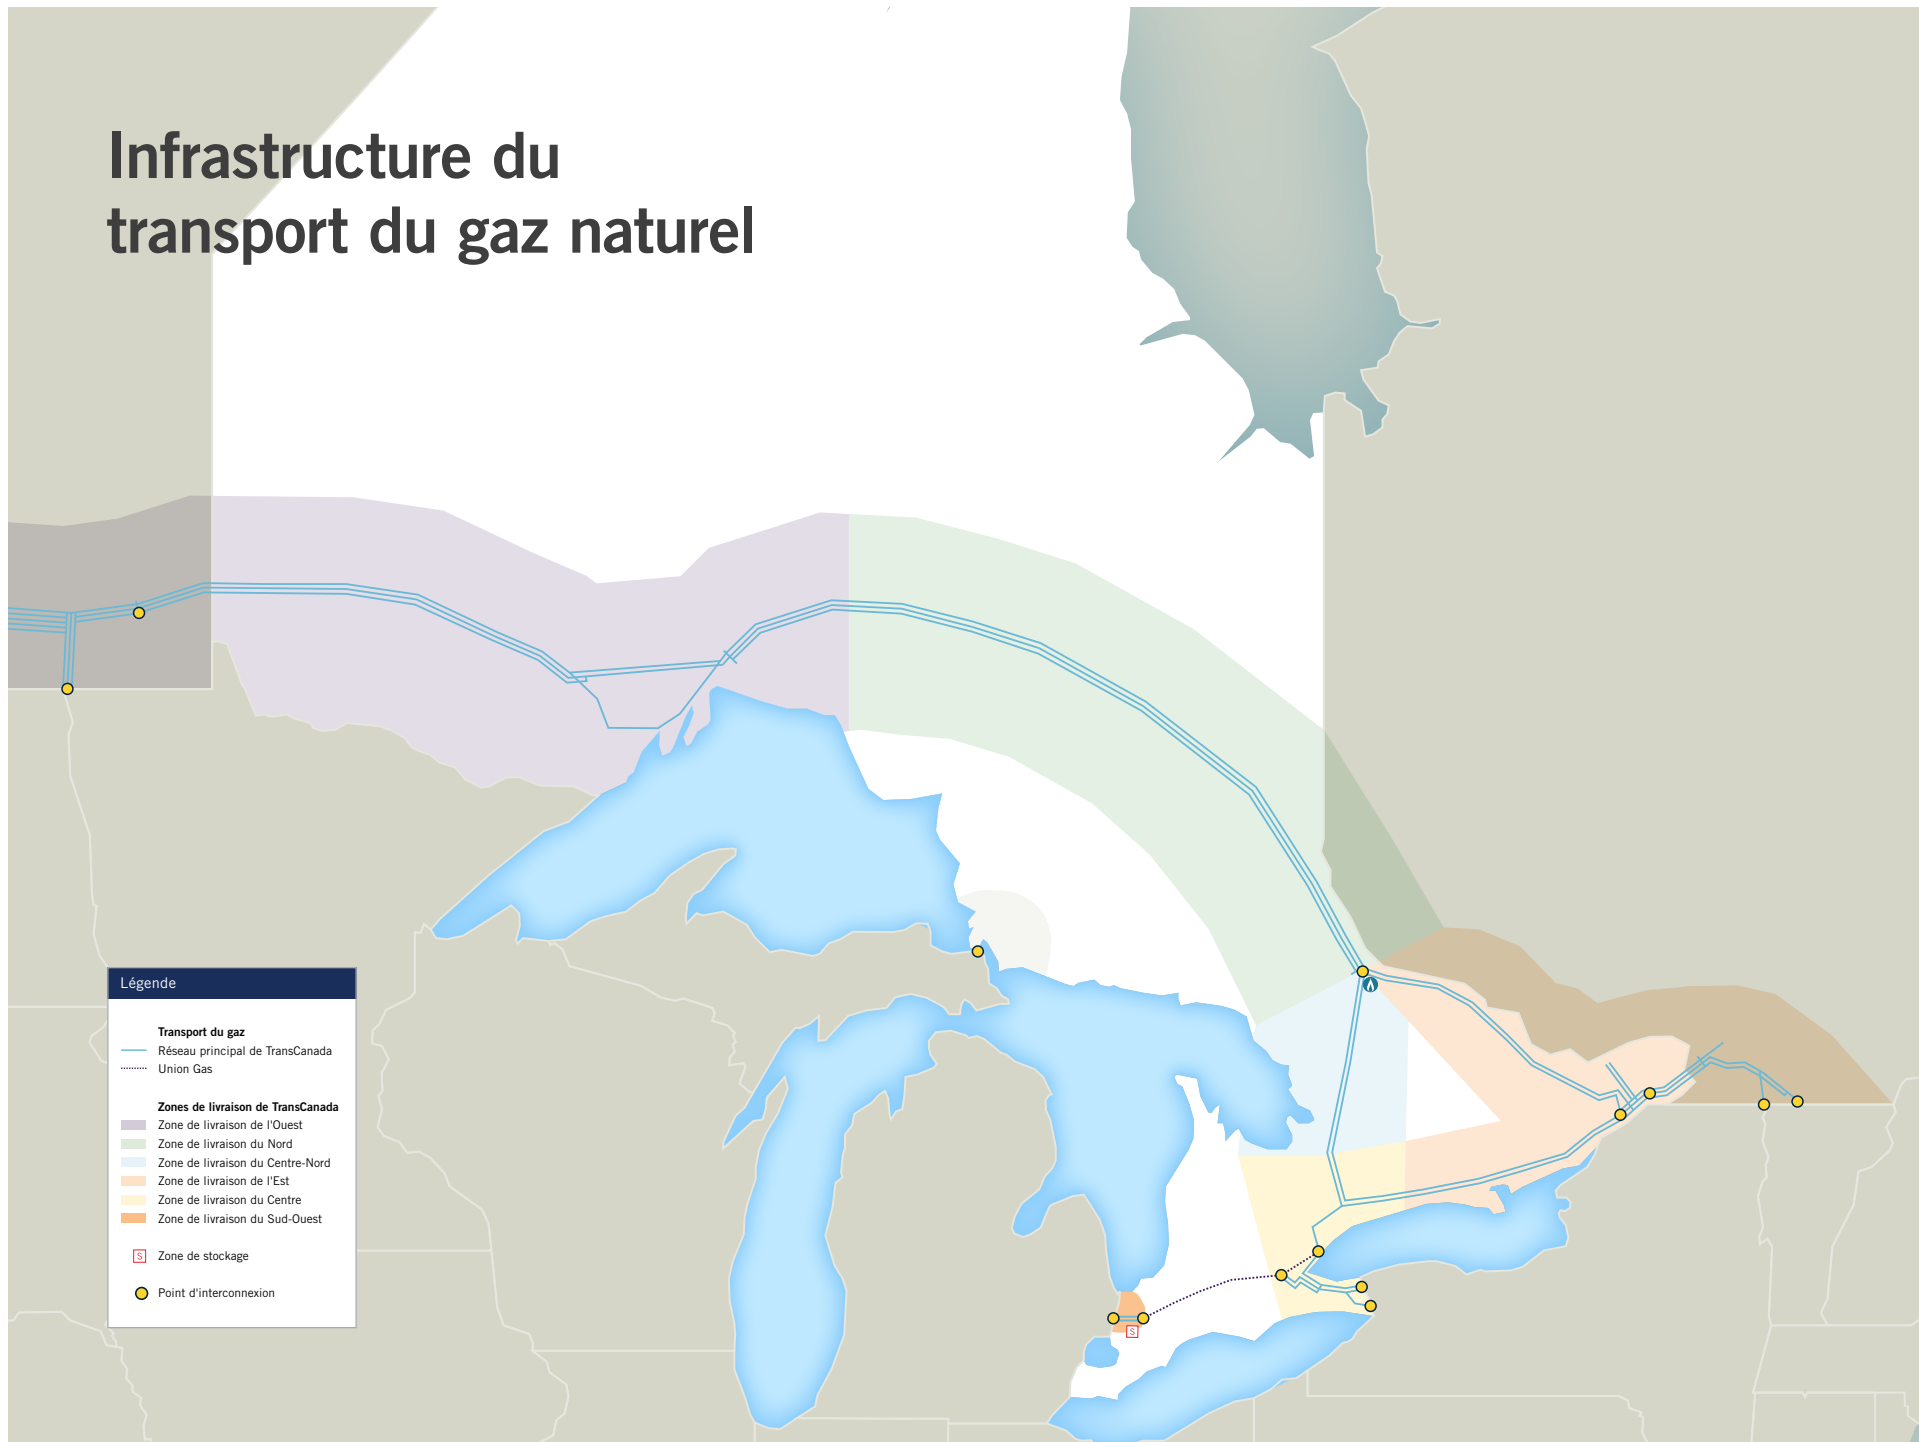 Infrastructure du
transport du gaz naturel
Légende
Transport du gaz
Réseau principal de TransCanada
Union Gas
Zones de livraison de TransCanada
Zone de livraison de l'Ouest
Zone de livraison du Nord
Zone de livraison du Centre-Nord
Zone de livraison de l'Est
Zone de livraison du Centre
Zone de livraison du Sud-Ouest
S Zone de stockage
Point d'interconnexion
S